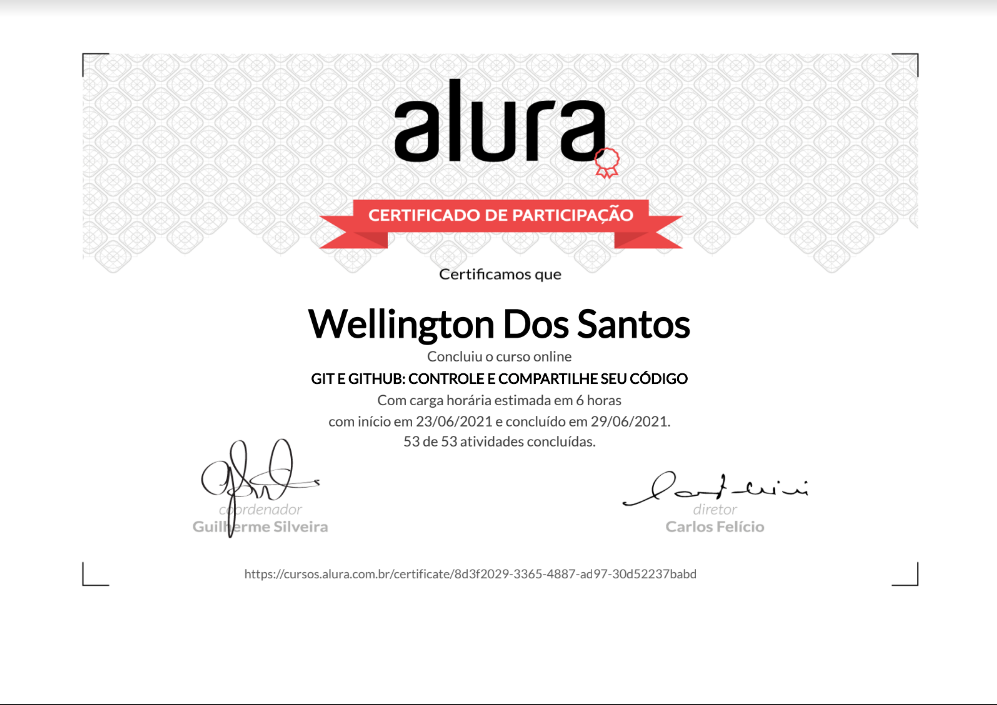 alura
CERTIFICADO DE PARTICIPAÇÃO
Certificamos que
Wellington Dos Santos
Concluiu o curso online
GIT E GITHUB: CONTROLE E COMPARTILHE SEU CÓDIGO
Com carga horária estimada em 6 horas
com início em 23/06/2021 e concluído em 29/06/2021.
53 de 53 atividades concluídas.
coordenador
Guilherme Silveira
diretor
Carlos Felício
https://cursos.alura.com.br/certificate/8d3f2029-3365-4887-ad97-30d52237babd